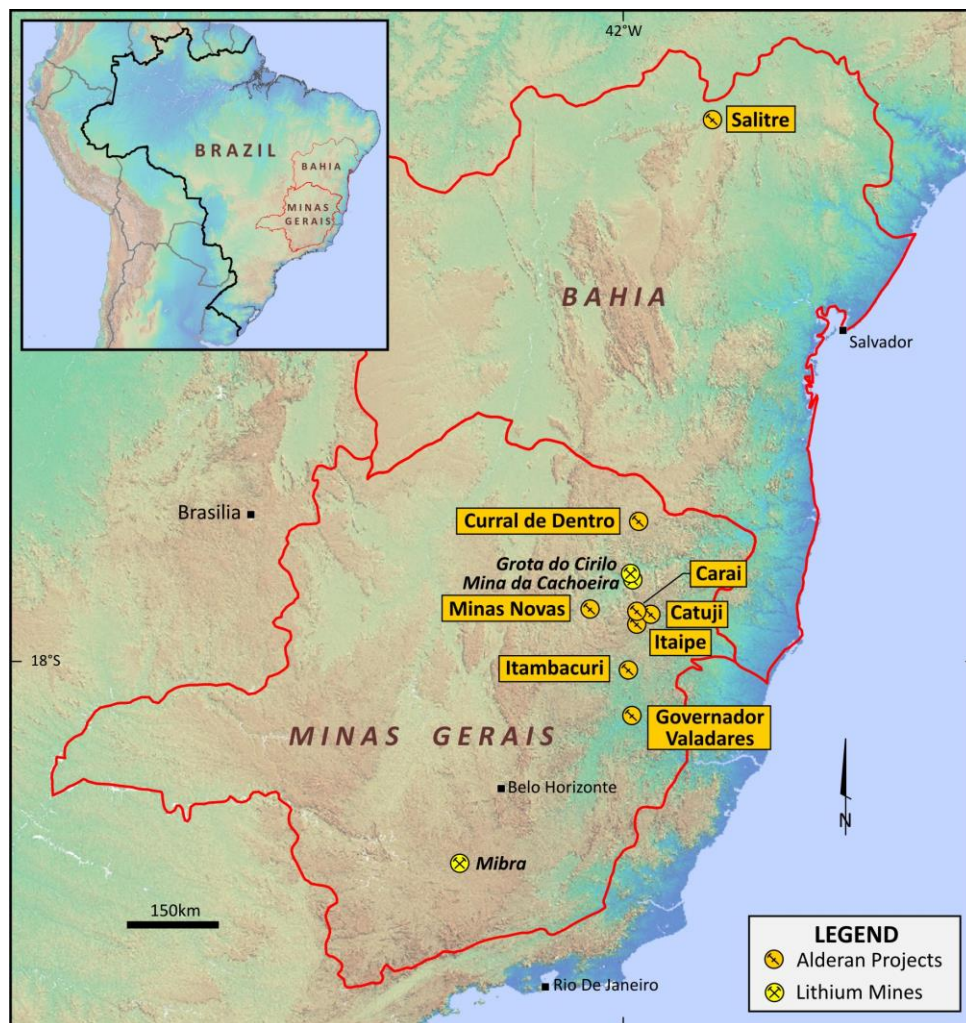 42°W
BRAZIL
BAHIA
MINAS
GERAIS
Salitre
BAHIA
Salvador
Brasilia
Curral de Dentro
Grota do Cirilo
Mina da Cachoeira
Carai
Minas Novas
Catuji
Itaipe
18°S
Itambacuri
MINAS GERAIS
Governador
Valadares
Belo Horizonte
N
Mibra
150km
LEGEND
Alderan Projects
Lithium Mines
Rio De Janeiro